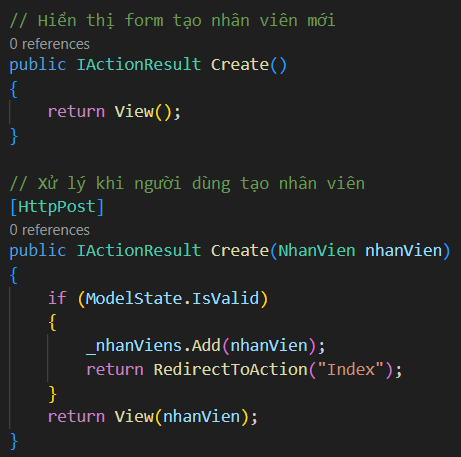 // Hiển thị form tạo nhân viên mới
0 references
public IActionResult Create()
{
    return View();
}
// Xử lý khi người dùng tạo nhân viên
[HttpPost]
0 references
public IActionResult Create(NhanVien nhanVien)
{
    if (ModelState.IsValid)
    {
        _nhanViens.Add(nhanVien);
        return RedirectToAction("Index");
    }
    return View(nhanVien);
}